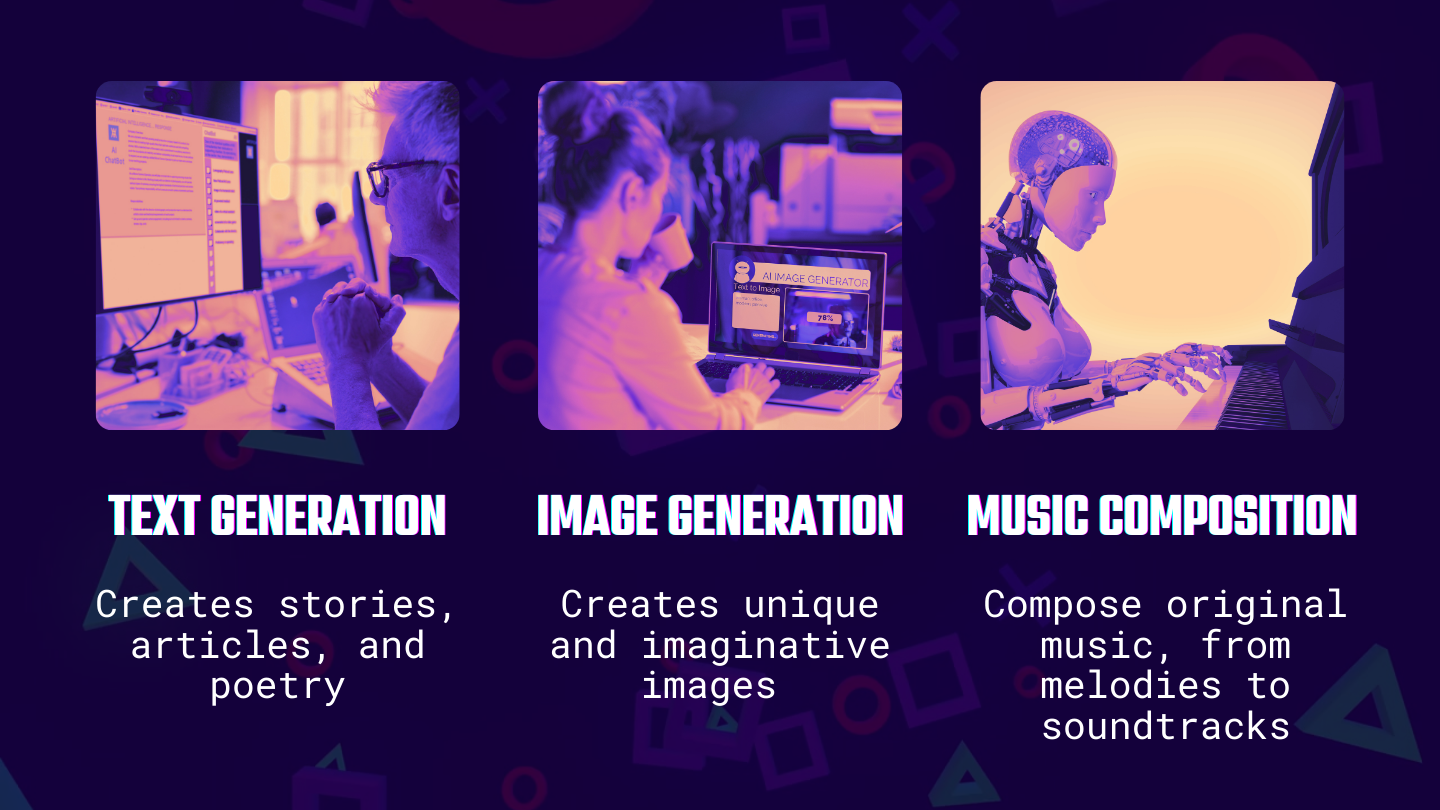 AI
ChatBot
AI IMAGE GENERATOR
Text to Image
78%
TEXT GENERATION
IMAGE GENERATION
MUSIC COMPOSITION
Creates stories,
articles, and
poetry
Creates unique
and imaginative
images
Compose original
music, from
melodies to
soundtracks